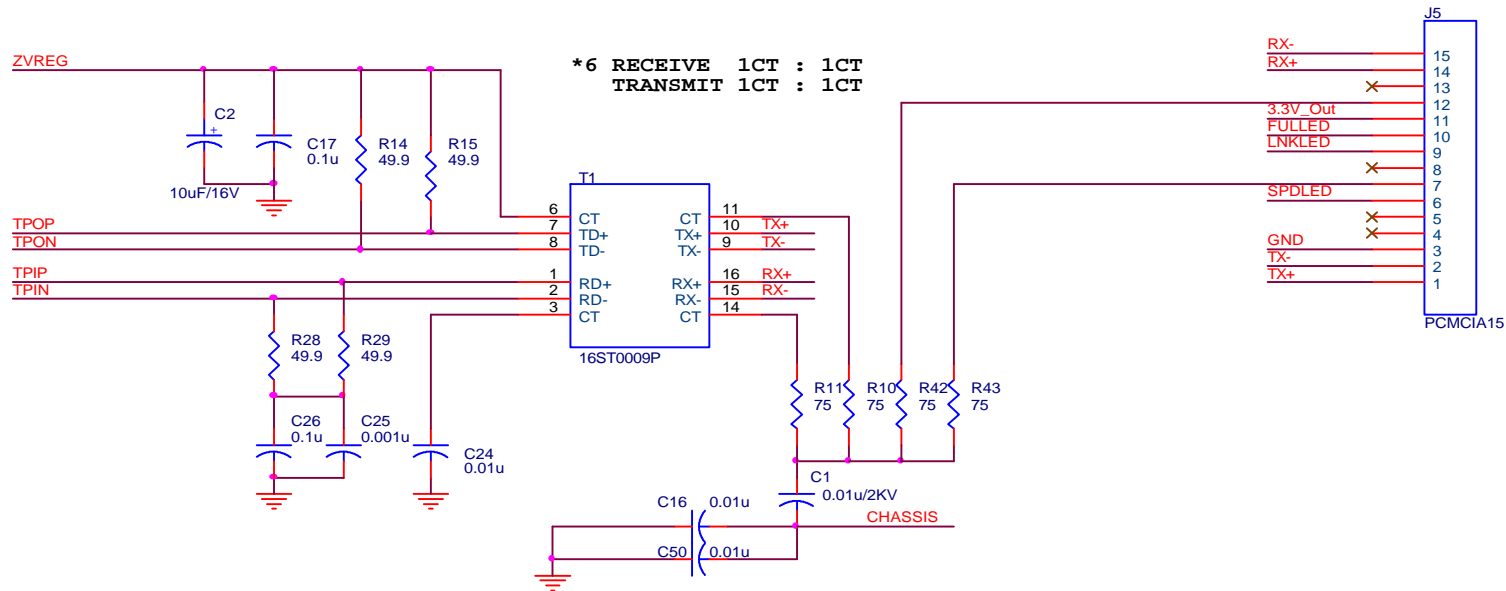 J5
ZVREG
*6 RECEIVE 1CT : 1CT
TRANSMIT 1CT : 1CT
RX-
15
RX+
14
13
12
3.3V_Out
11
FULLED
10
LNKLED
9
8
7
SPDLED
6
5
4
GND
3
TX-
2
TX+
1
PCMCIA15
C2
+
10uF/16V
C17
0.1u
R14
49.9
R15
49.9
T1
6 CT
7 TD+
8 TD-
1 RD+
2 RD-
3 CT
CT 11
TX+ 10 TX+
TX- 9 TX-
RX+ 16 RX+
RX- 15 RX-
CT 14
16ST0009P
TPOP
TPON
TPIP
TPIN
R28
49.9
R29
49.9
C26
0.1u
C25
0.001u
C24
0.01u
R11
75
R10
75
R42
75
R43
75
C1
0.01u/2KV
C16 0.01u
CHASSIS
C50 0.01u